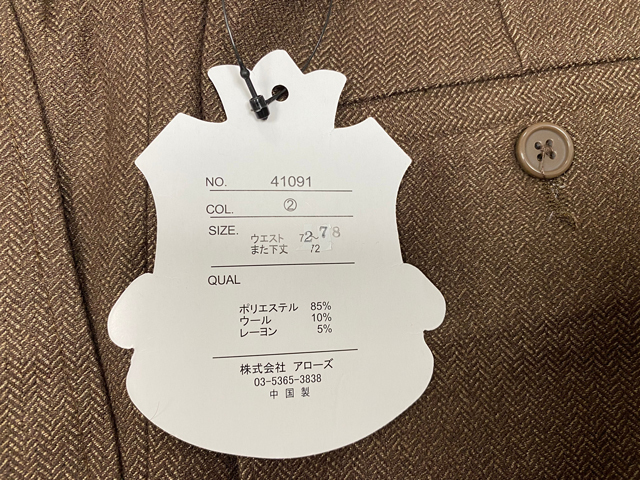 NO. 41091
COL. ②
SIZE. ウエスト 72~78
また下丈 72
QUAL
ポリエステル 85%
ウール 10%
レーヨン 5%
株式会社 アローズ
03-5365-3838
中国製